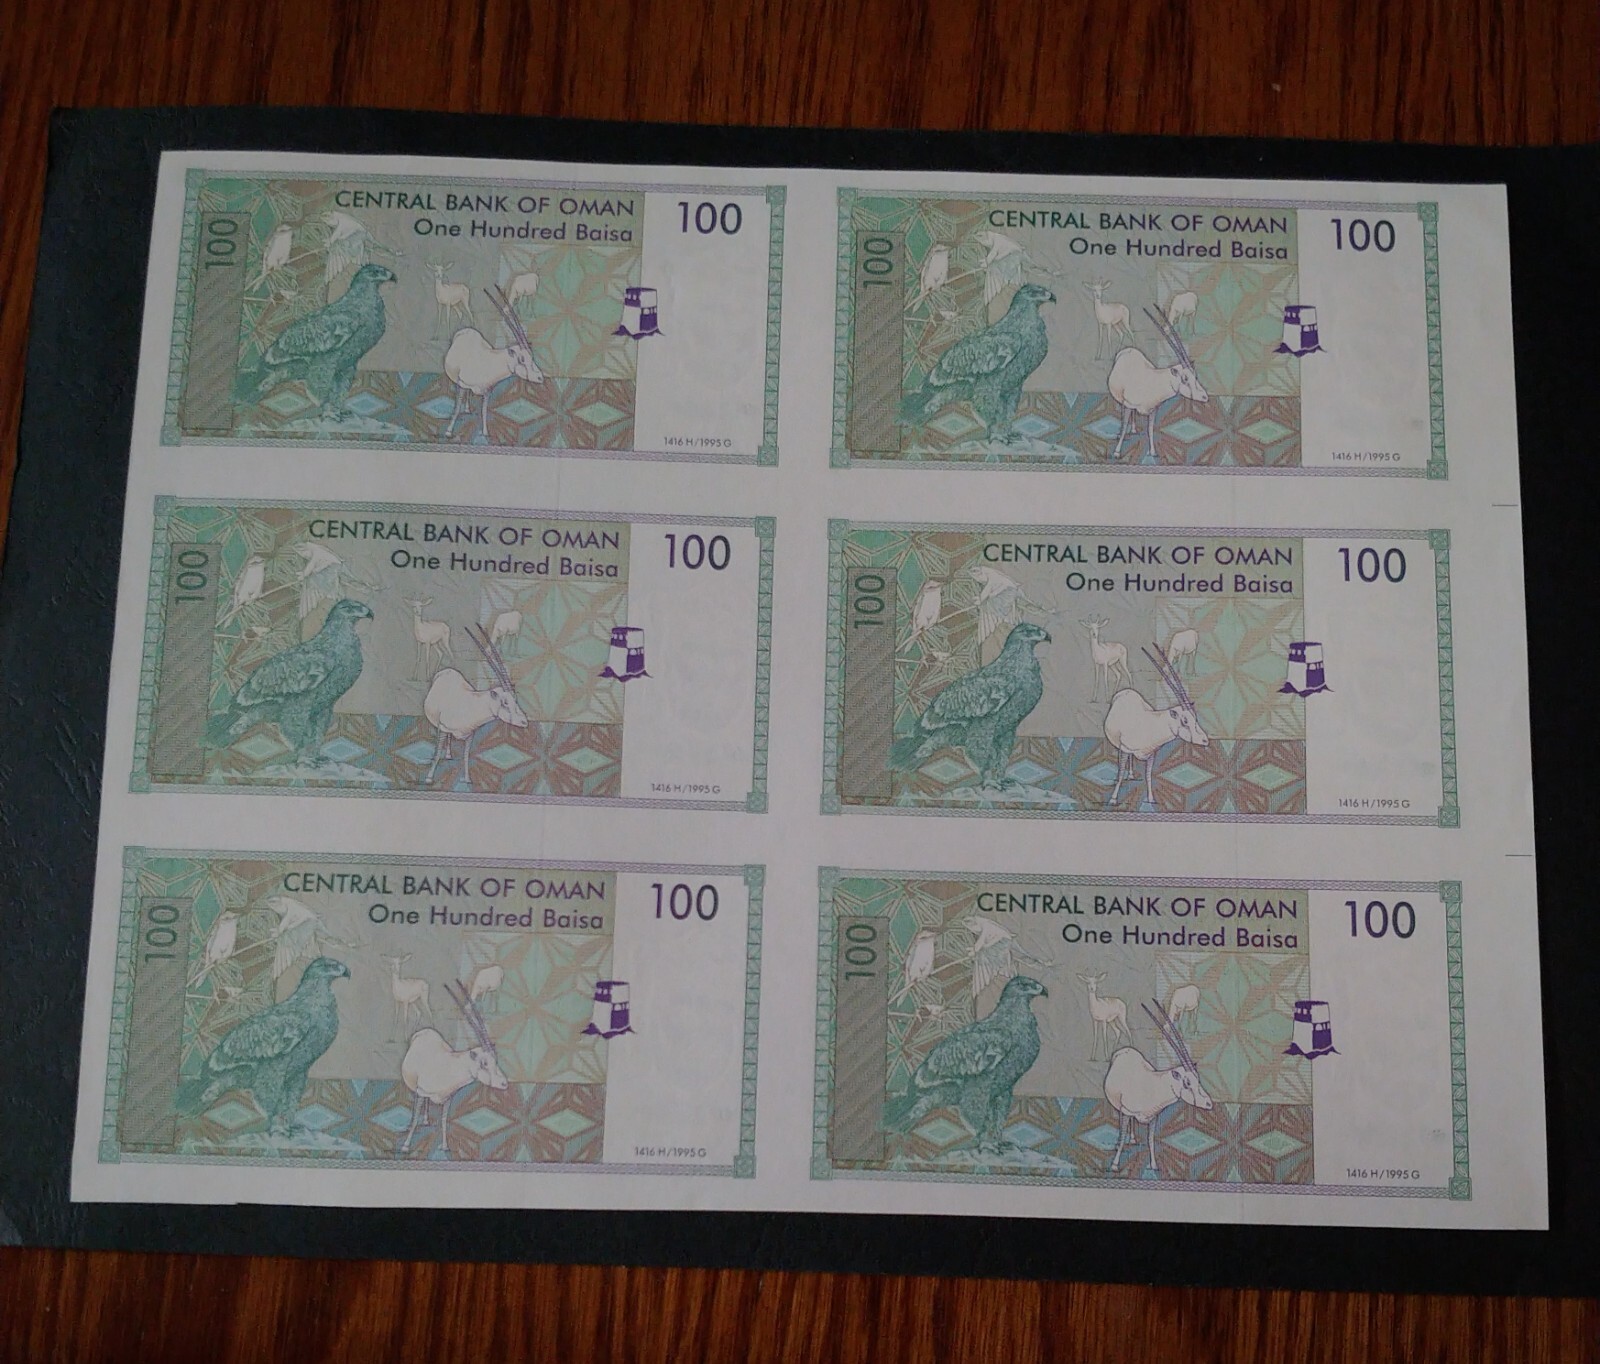 100
CENTRAL BANK OF OMAN
One Hundred Baisa
100
1416 H/1995 G
100
CENTRAL BANK OF OMAN
One Hundred Baisa
100
1416 H/1995 G
100
CENTRAL BANK OF OMAN
One Hundred Baisa
100
1416 H/1995 G
100
CENTRAL BANK OF OMAN
One Hundred Baisa
100
1416 H/1995 G
100
CENTRAL BANK OF OMAN
One Hundred Baisa
100
1416 H/1995 G
100
CENTRAL BANK OF OMAN
One Hundred Baisa
100
1416 H/1995 G